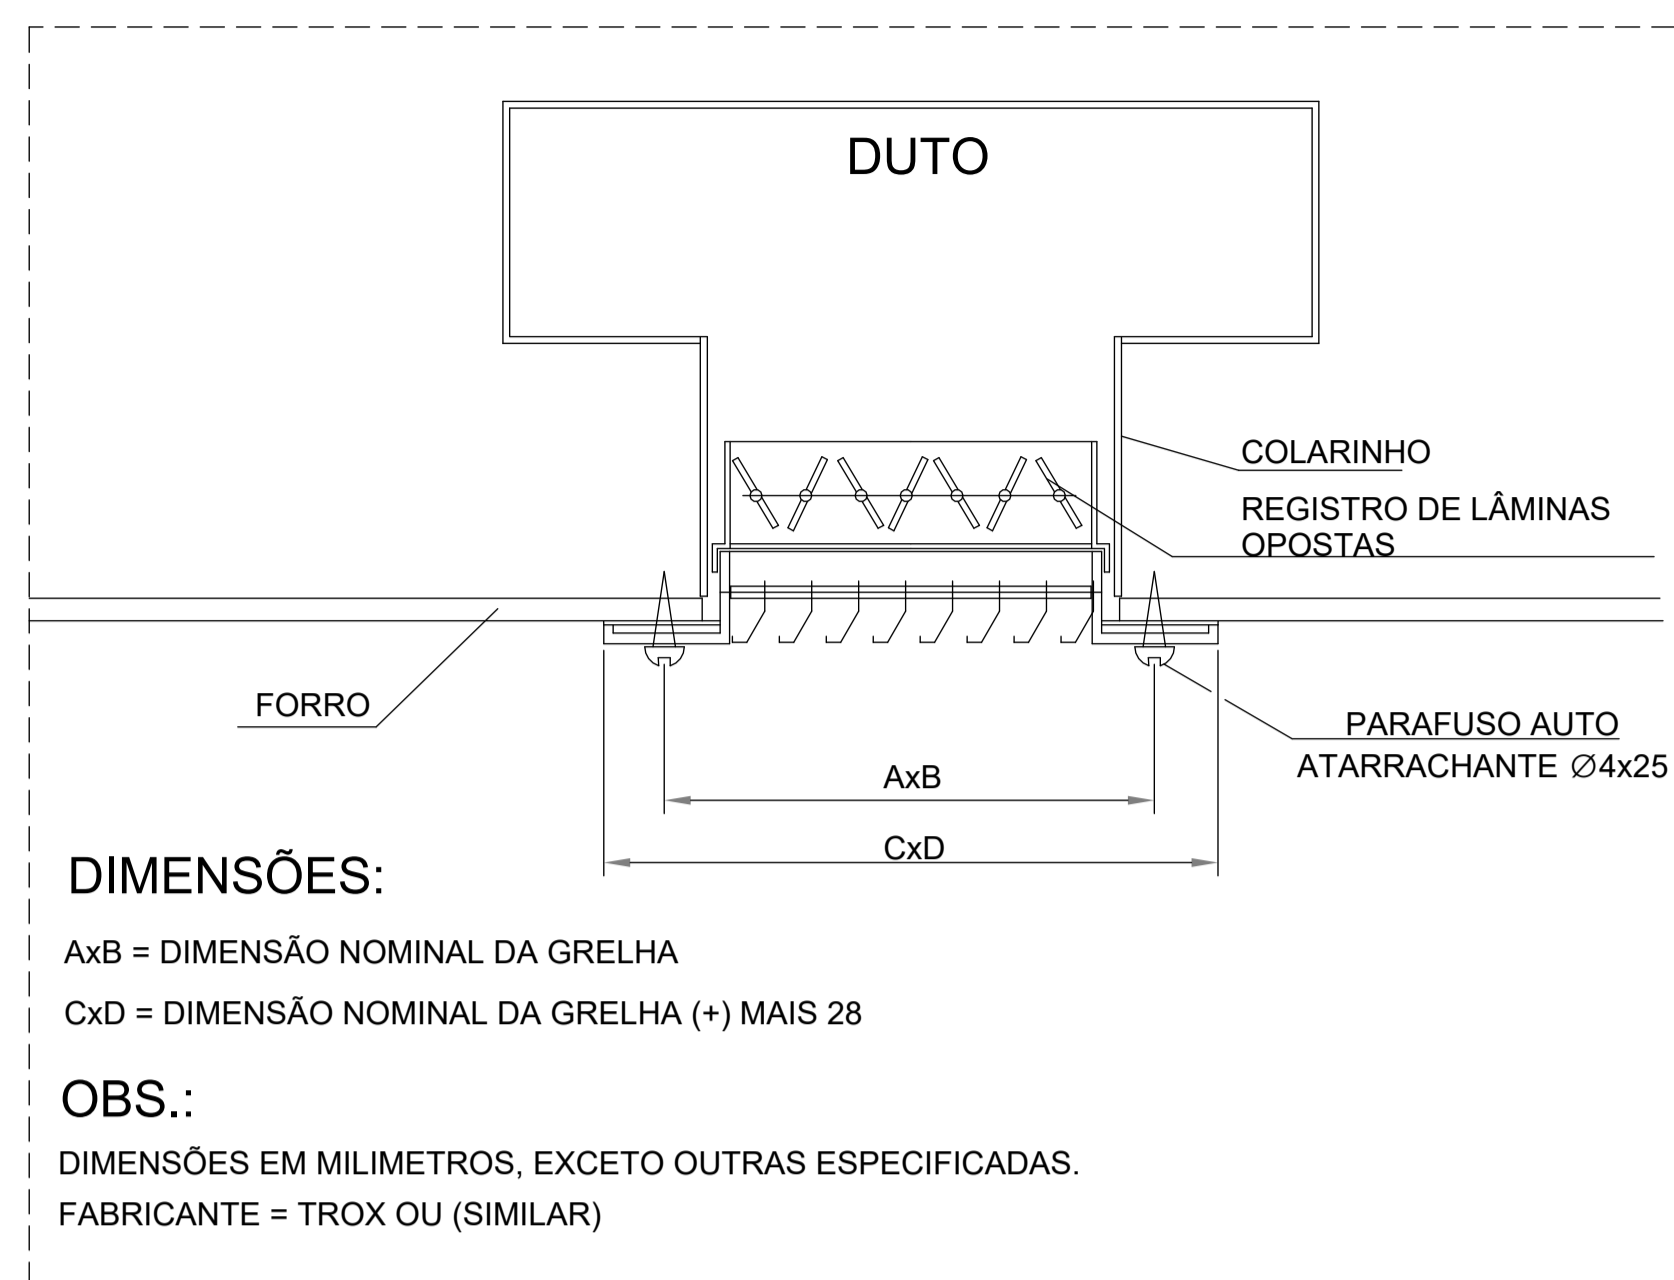 DUTO
COLARINHO
REGISTRO DE LÂMINAS
OPOSTAS
FORRO
PARAFUSO AUTO
ATARRACHANTE ∅4x25
AxB
CxD
DIMENSÕES:
AxB = DIMENSÃO NOMINAL DA GRELHA
CxD = DIMENSÃO NOMINAL DA GRELHA (+) MAIS 28
OBS.:
DIMENSÕES EM MILIMETROS, EXCETO OUTRAS ESPECIFICADAS.
FABRICANTE = TROX OU (SIMILAR)